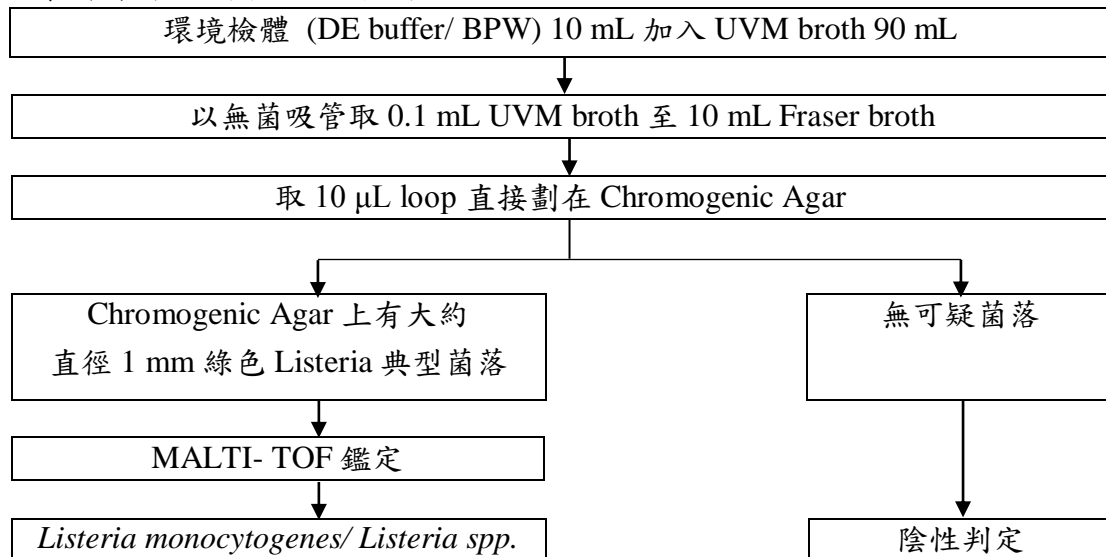 環境檢體 (DE buffer/ BPW) 10 mL 加入 UVM broth 90 mL
以無菌吸管取 0.1 mL UVM broth 至 10 mL Fraser broth
取 10 μL loop 直接劃在 Chromogenic Agar
Chromogenic Agar 上有大約
直徑 1 mm 綠色 Listeria 典型菌落
無可疑菌落
MALTI- TOF 鑑定
Listeria monocytogenes/ Listeria spp.
陰性判定